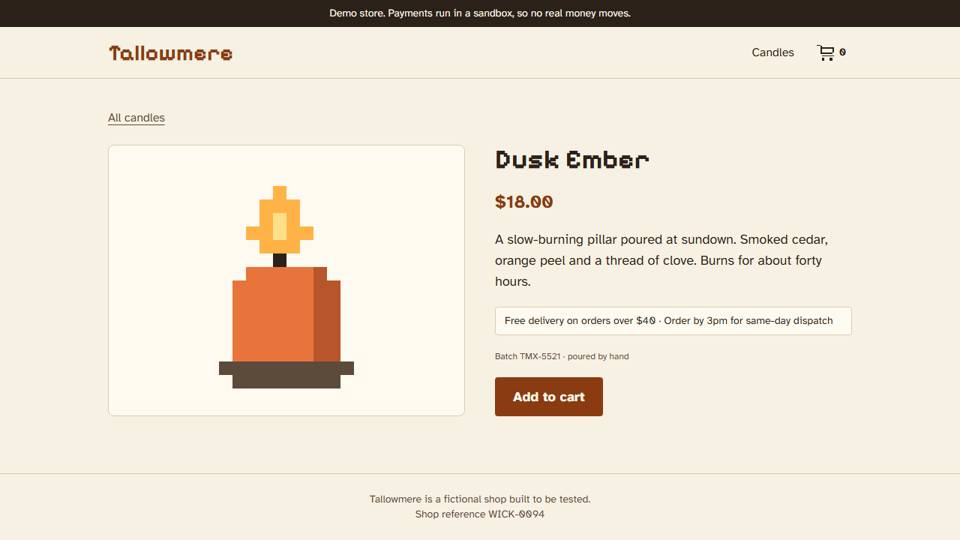 Demo store. Payments run in a sandbox, so no real money moves.
Tallowmere
Candles
0
All candles
Dusk Ember
$18.00
A slow-burning pillar poured at sundown. Smoked cedar,
orange peel and a thread of clove. Burns for about forty
hours.
Free delivery on orders over $40 · Order by 3pm for same-day dispatch
Batch TMX-5521 · poured by hand
Add to cart
Tallowmere is a fictional shop built to be tested.
Shop reference WICK-0094